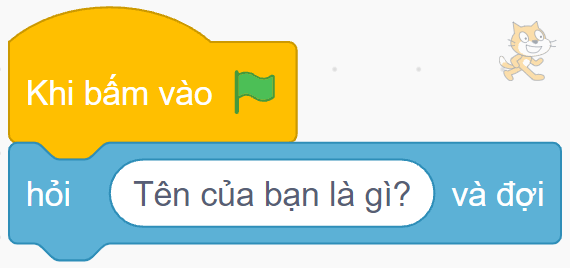 Khi bấm vào
hỏi Tên của bạn là gì? và đợi